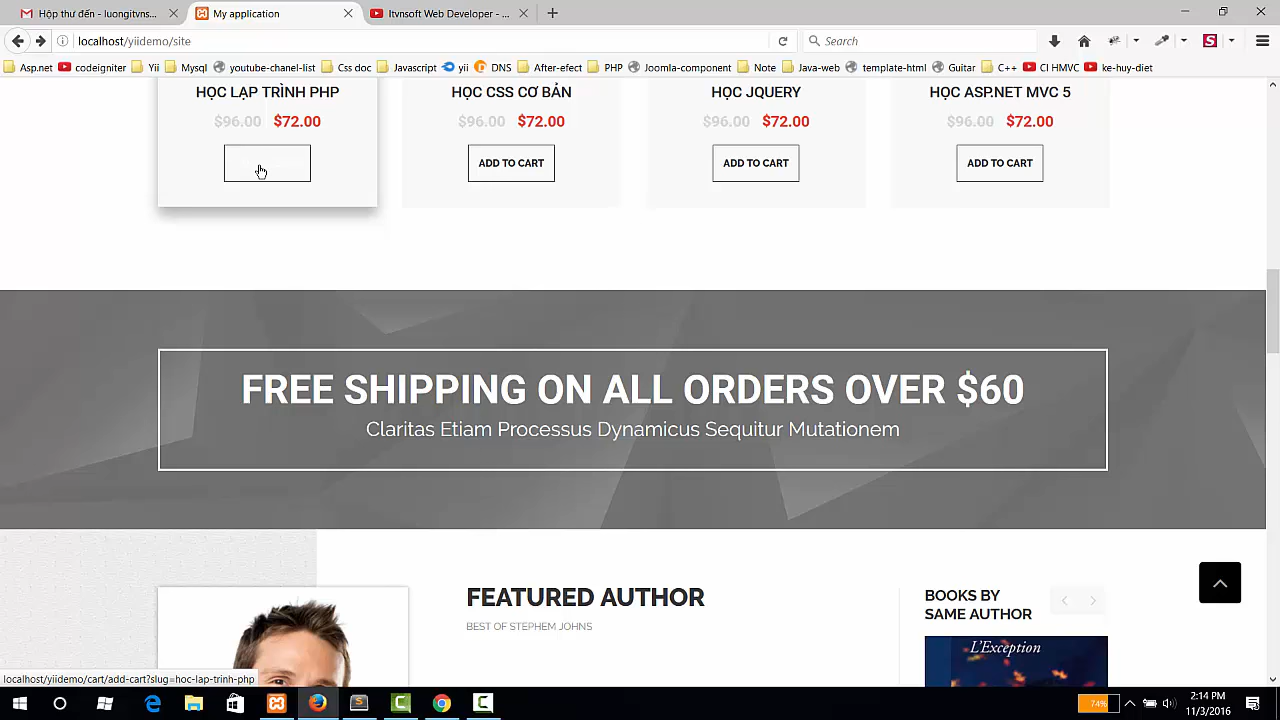 Hộp thư đến - luongitvns...
My application
Itvnsoft Web Developer - ...
localhost/yiidemo/site
Search
Asp.net
codeigniter
Yii
Mysql
youtube-chanel-list
Css doc
Javascript
yii
DNS
After-efect
PHP
Joomla-component
Note
Java-web
template-html
Guitar
C++
CI HMVC
ke-huy-diet
HỌC LẬP TRÌNH PHP
HỌC CSS CƠ BẢN
HỌC JQUERY
HỌC ASP.NET MVC 5
$96.00 $72.00
$96.00 $72.00
$96.00 $72.00
$96.00 $72.00
ADD TO CART
ADD TO CART
ADD TO CART
FREE SHIPPING ON ALL ORDERS OVER $60
Claritas Etiam Processus Dynamicus Sequitur Mutationem
FEATURED AUTHOR
BEST OF STEPHEM JOHNS
BOOKS BY
SAME AUTHOR
L'Exception
localhost/yiidemo/cart/add-cart?slug=hoc-lap-trinh-php
74%
2:14 PM
11/3/2016